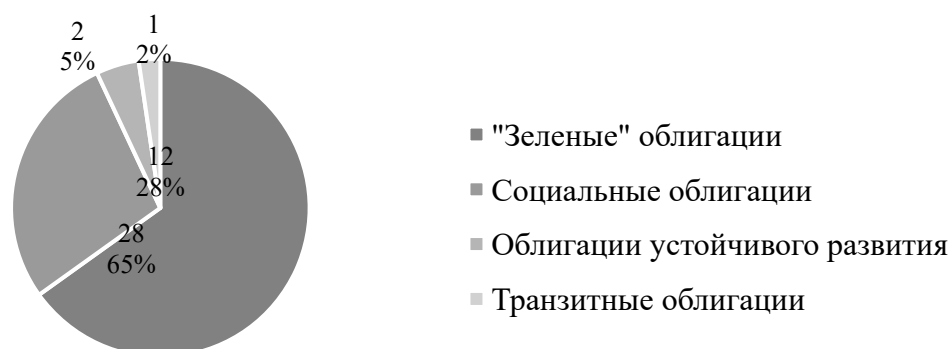 1
2%
2
5%
12
28%
28
65%
"Зеленые" облигации
Социальные облигации
Облигации устойчивого развития
Транзитные облигации